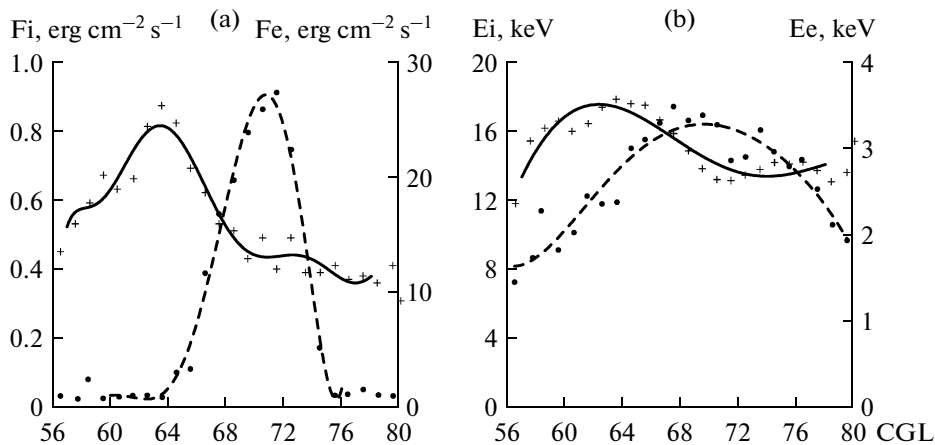 (a)
Fi, erg cm−2 s−1
Fe, erg cm−2 s−1
1.0
0.8
0.6
0.4
0.2
0
30
20
10
0
56 60 64 68 72 76 80
(b)
Ei, keV
Ee, keV
20
16
12
8
4
0
4
3
2
1
0
56 60 64 68 72 76 80 CGL